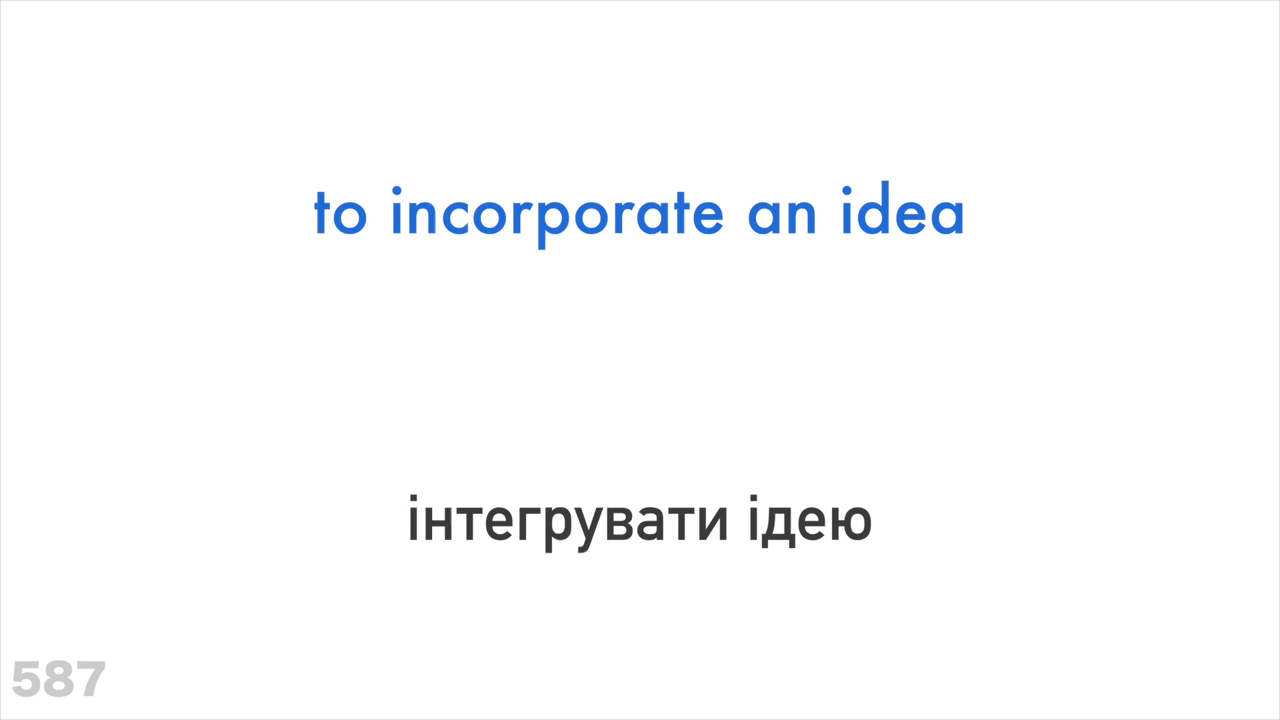 to incorporate an idea
інтегрувати ідею
587